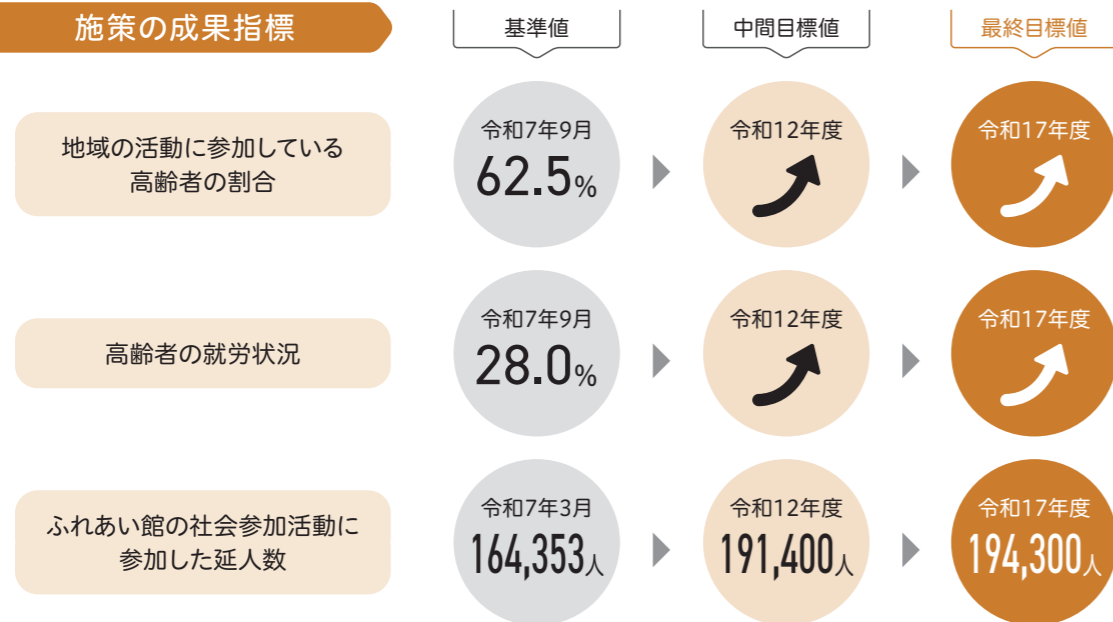 施策の成果指標
基準値
中間目標値
最終目標値
地域の活動に参加している
高齢者の割合
令和7年9月
62.5%
令和12年度
令和17年度
高齢者の就労状況
令和7年9月
28.0%
令和12年度
令和17年度
ふれあい館の社会参加活動に
参加した延人数
令和7年3月
164,353人
令和12年度
191,400人
令和17年度
194,300人